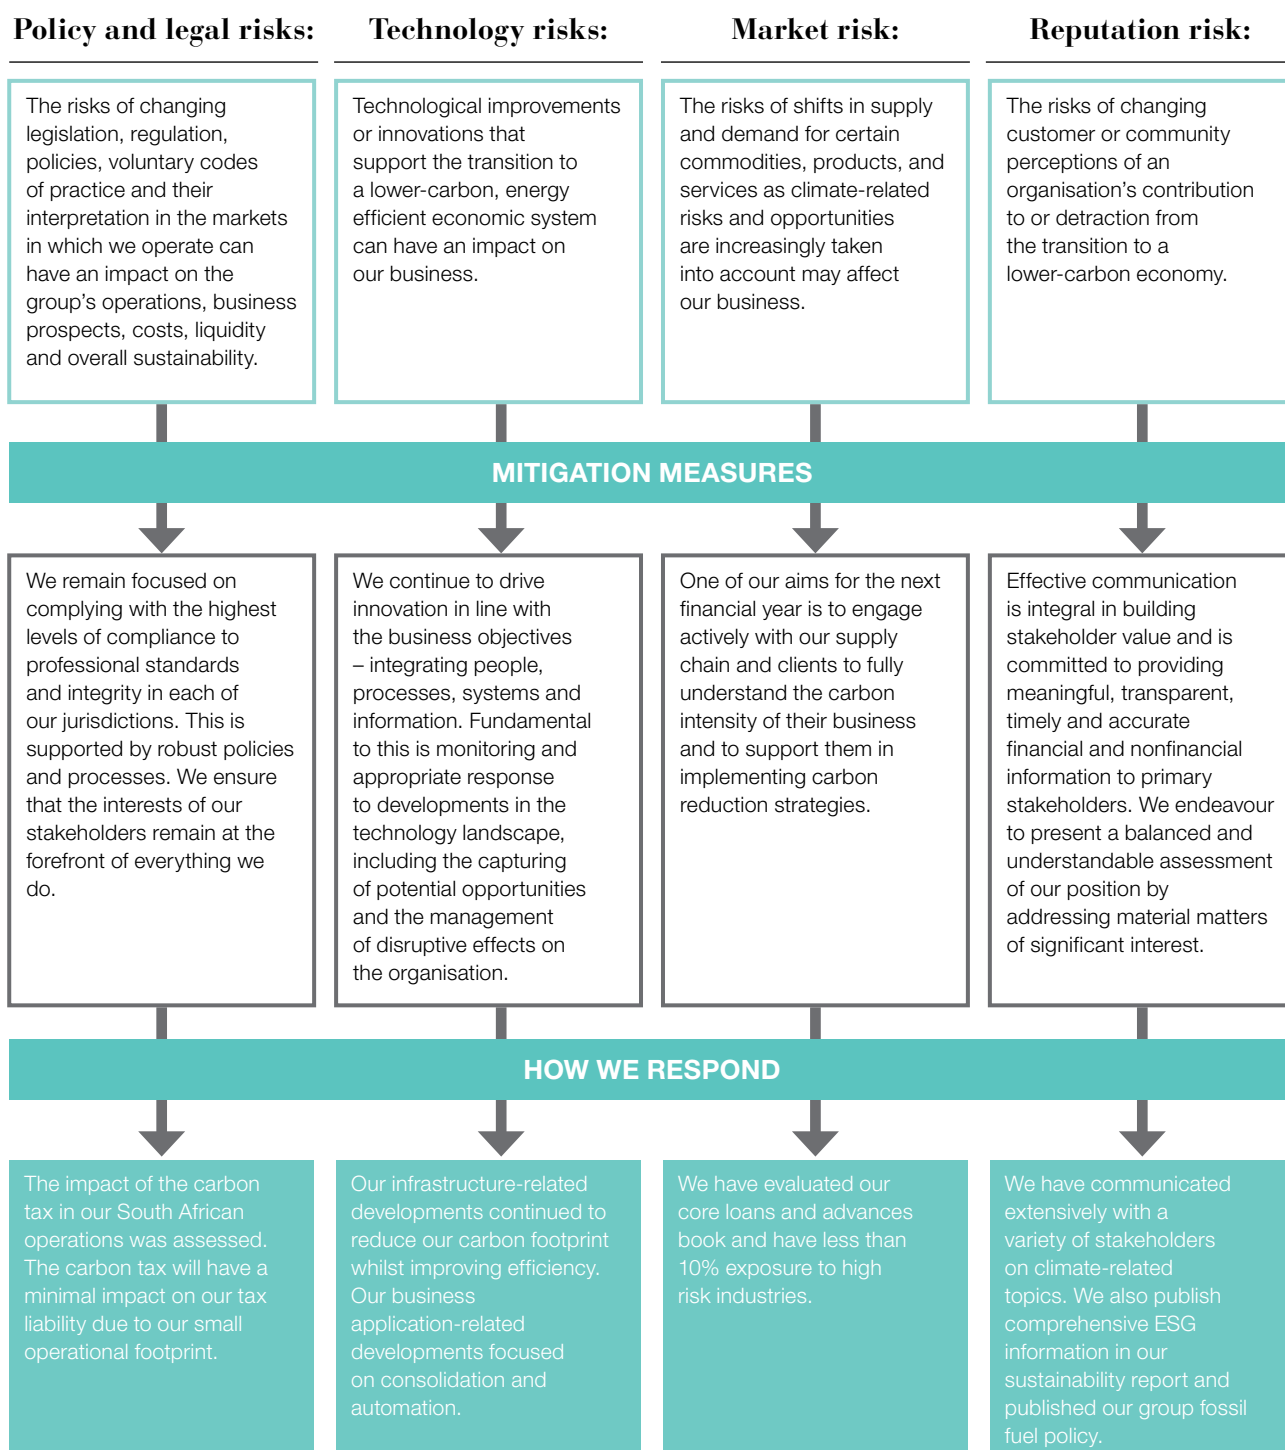 Policy and legal risks:
The risks of changing
legislation, regulation,
policies, voluntary codes
of practice and their
interpretation in the markets
in which we operate can
have an impact on the
group's operations, business
prospects, costs, liquidity
and overall sustainability.
Technology risks:
Technological improvements
or innovations that
support the transition to
a lower-carbon, energy
efficient economic system
can have an impact on
our business.
Market risk:
The risks of shifts in supply
and demand for certain
commodities, products, and
services as climate-related
risks and opportunities
are increasingly taken
into account may affect
our business.
Reputation risk:
The risks of changing
customer or community
perceptions of an
organisation's contribution
to or detraction from
the transition to a
lower-carbon economy.
MITIGATION MEASURES
We remain focused on
complying with the highest
levels of compliance to
professional standards
and integrity in each of
our jurisdictions. This is
supported by robust policies
and processes. We ensure
that the interests of our
stakeholders remain at the
forefront of everything we
do.
We continue to drive
innovation in line with
the business objectives
– integrating people,
processes, systems and
information. Fundamental
to this is monitoring and
appropriate response
to developments in the
technology landscape,
including the capturing
of potential opportunities
and the management
of disruptive effects on
the organisation.
One of our aims for the next
financial year is to engage
actively with our supply
chain and clients to fully
understand the carbon
intensity of their business
and to support them in
implementing carbon
reduction strategies.
Effective communication
is integral in building
stakeholder value and is
committed to providing
meaningful, transparent,
timely and accurate
financial and nonfinancial
information to primary
stakeholders. We endeavour
to present a balanced and
understandable assessment
of our position by
addressing material matters
of significant interest.
HOW WE RESPOND
The impact of the carbon
tax in our South African
operations was assessed.
The carbon tax will have a
minimal impact on our tax
liability due to our small
operational footprint.
Our infrastructure-related
developments continued to
reduce our carbon footprint
whilst improving efficiency.
Our business
application-related
developments focused
on consolidation and
automation.
We have evaluated our
core loans and advances
book and have less than
10% exposure to high
risk industries.
We have communicated
extensively with a
variety of stakeholders
on climate-related
topics. We also publish
comprehensive ESG
information in our
sustainability report and
published our group fossil
fuel policy.